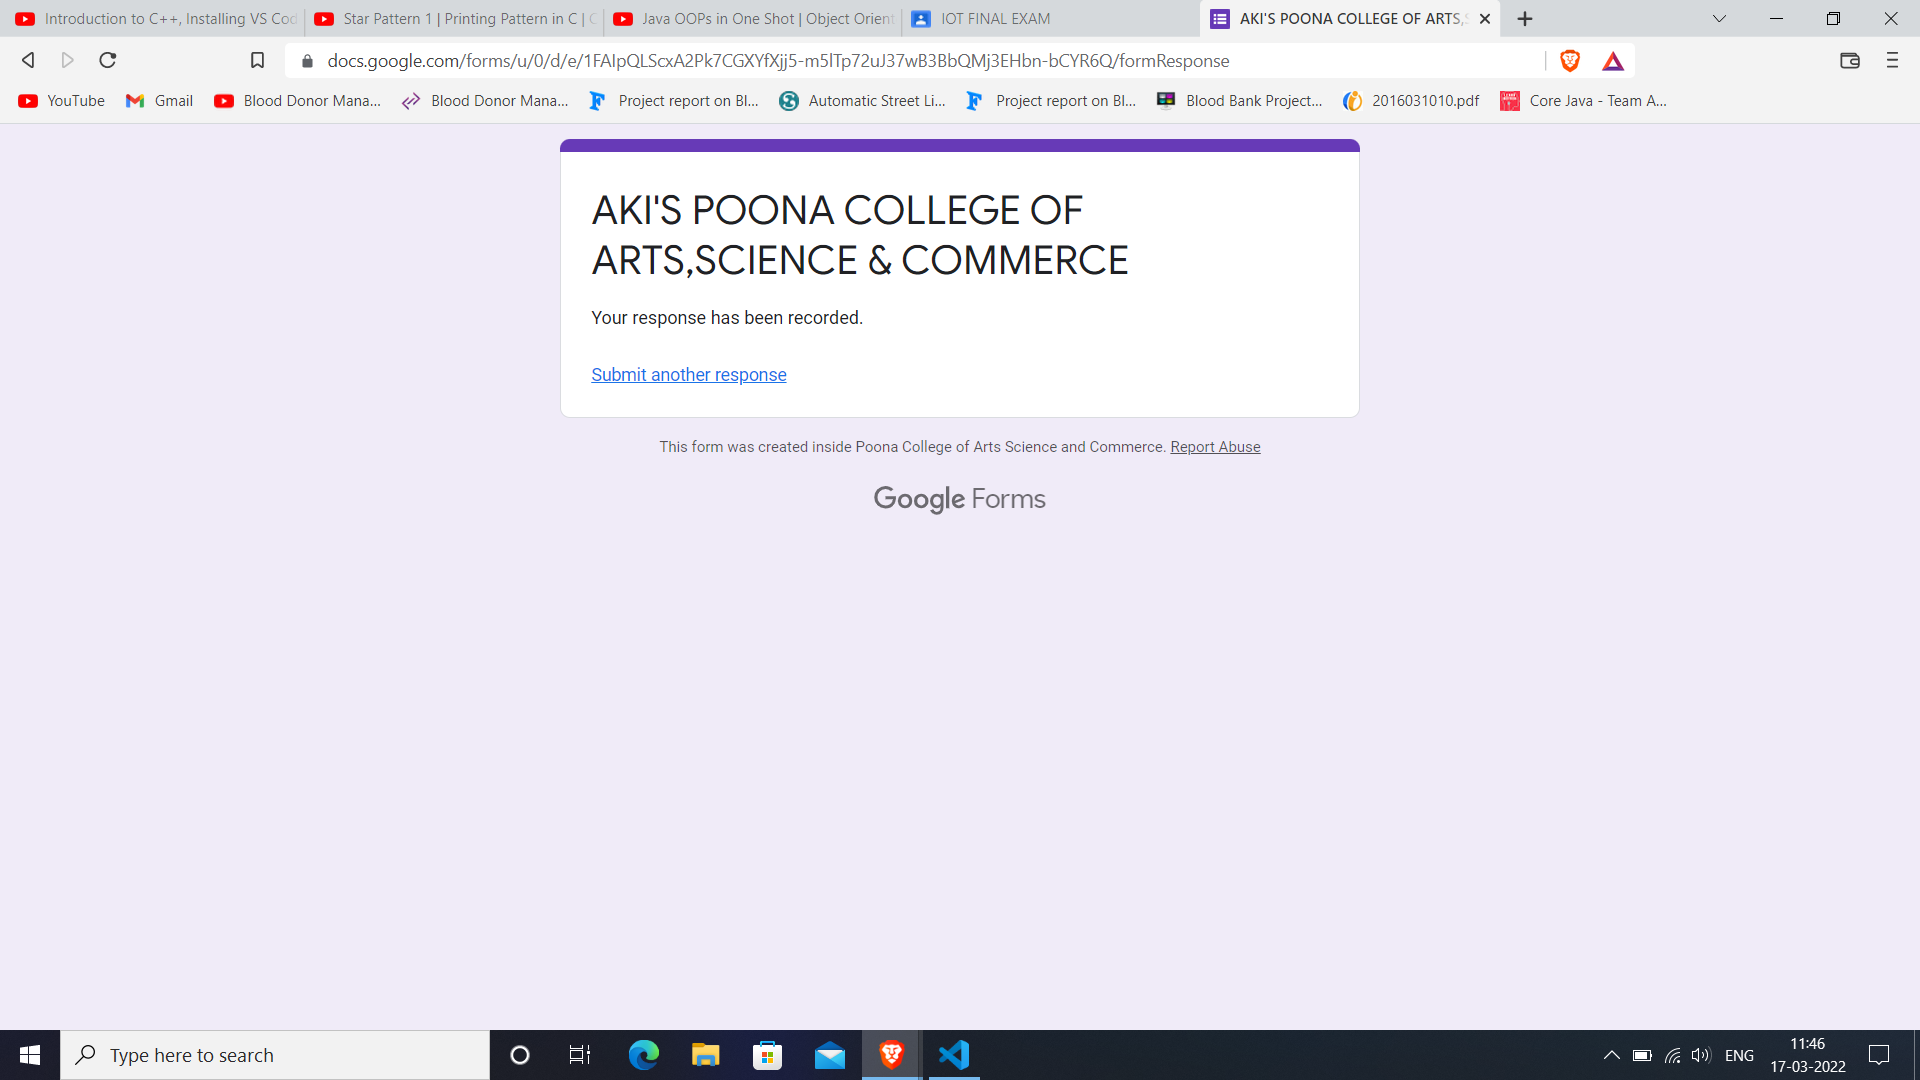 Introduction to C++, Installing VS Cod
Star Pattern 1 | Printing Pattern in C | C
Java OOPs in One Shot | Object Orient
IOT FINAL EXAM
AKI'S POONA COLLEGE OF ARTS,S
docs.google.com/forms/u/0/d/e/1FAIpQLScxA2Pk7CGXYfXjj5-m5lTp72uJ37wB3BbQMj3EHbn-bCYR6Q/formResponse
YouTube
Gmail
Blood Donor Mana...
Blood Donor Mana...
Project report on Bl...
Automatic Street Li...
Project report on Bl...
Blood Bank Project...
2016031010.pdf
Core Java - Team A...
AKI'S POONA COLLEGE OF
ARTS,SCIENCE & COMMERCE
Your response has been recorded.
Submit another response
This form was created inside Poona College of Arts Science and Commerce. Report Abuse
Google Forms
Type here to search
ENG
11:46
17-03-2022